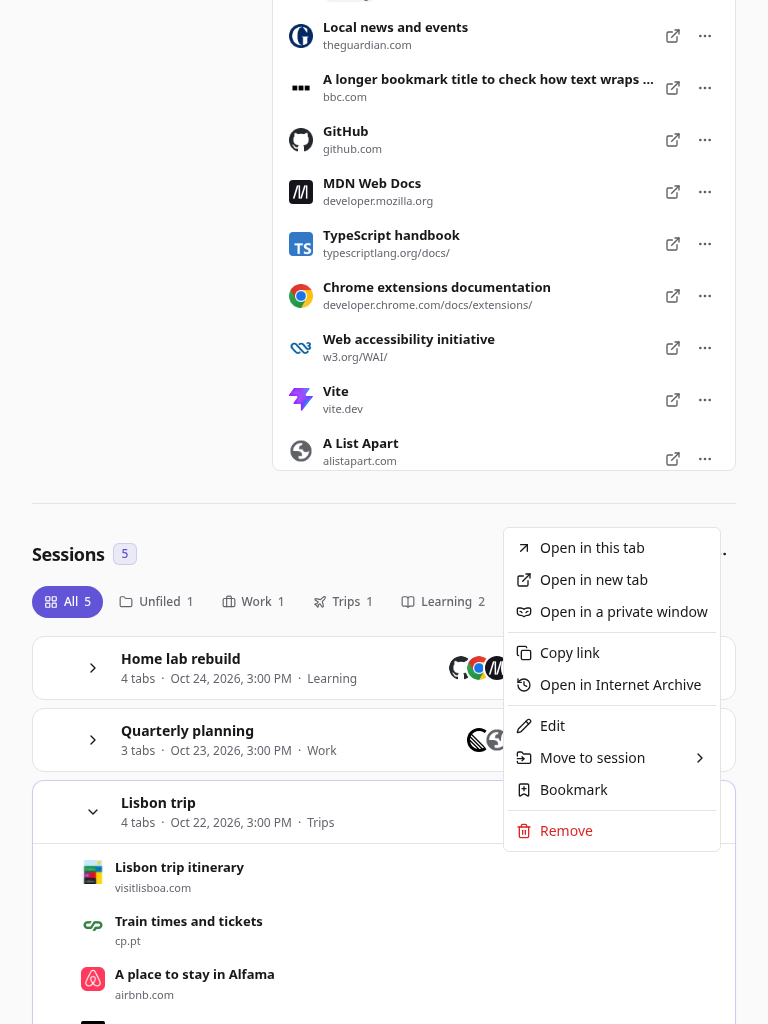 Local news and events
theguardian.com
A longer bookmark title to check how text wraps ...
bbc.com
GitHub
github.com
MDN Web Docs
developer.mozilla.org
TS
TypeScript handbook
typescriptlang.org/docs/
Chrome extensions documentation
developer.chrome.com/docs/extensions/
Web accessibility initiative
w3.org/WAI/
Vite
vite.dev
A List Apart
alistapart.com
Sessions 5
All 5 Unfiled 1 Work 1 Trips 1 Learning 2
Home lab rebuild
4 tabs · Oct 24, 2026, 3:00 PM · Learning
Quarterly planning
3 tabs · Oct 23, 2026, 3:00 PM · Work
Lisbon trip
4 tabs · Oct 22, 2026, 3:00 PM · Trips
Lisbon trip itinerary
visitlisboa.com
Train times and tickets
cp.pt
A place to stay in Alfama
airbnb.com
Open in this tab
Open in new tab
Open in a private window
Copy link
Open in Internet Archive
Edit
Move to session
Bookmark
Remove